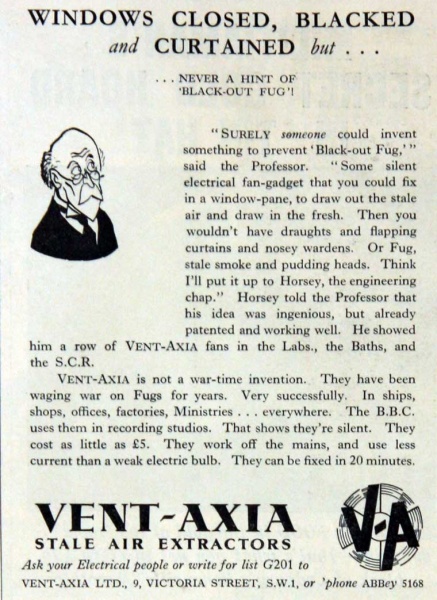 WINDOWS CLOSED, BLACKED
and CURTAINED but . . .
. . . NEVER A HINT OF
'BLACK-OUT FUG'!
"SURELY someone could invent
something to prevent 'Black-out Fug,' "
said the Professor. "Some silent
electrical fan-gadget that you could fix
in a window-pane, to draw out the stale
air and draw in the fresh. Then you
wouldn't have draughts and flapping
curtains and nosey wardens. Or Fug,
stale smoke and pudding heads. Think
I'll put it up to Horsey, the engineering
chap." Horsey told the Professor that
his idea was ingenious, but already
patented and working well. He showed
him a row of VENT-AXIA fans in the Labs., the Baths, and
the S.C.R.
VENT-AXIA is not a war-time invention. They have been
waging war on Fugs for years. Very successfully. In ships,
shops, offices, factories, Ministries . . . everywhere. The B.B.C.
uses them in recording studios. That shows they're silent. They
cost as little as £5. They work off the mains, and use less
current than a weak electric bulb. They can be fixed in 20 minutes.
VENT-AXIA
STALE AIR EXTRACTORS
V-A
Ask your Electrical people or write for list G201 to
VENT-AXIA LTD., 9, VICTORIA STREET, S.W.1, or 'phone ABBey 5168